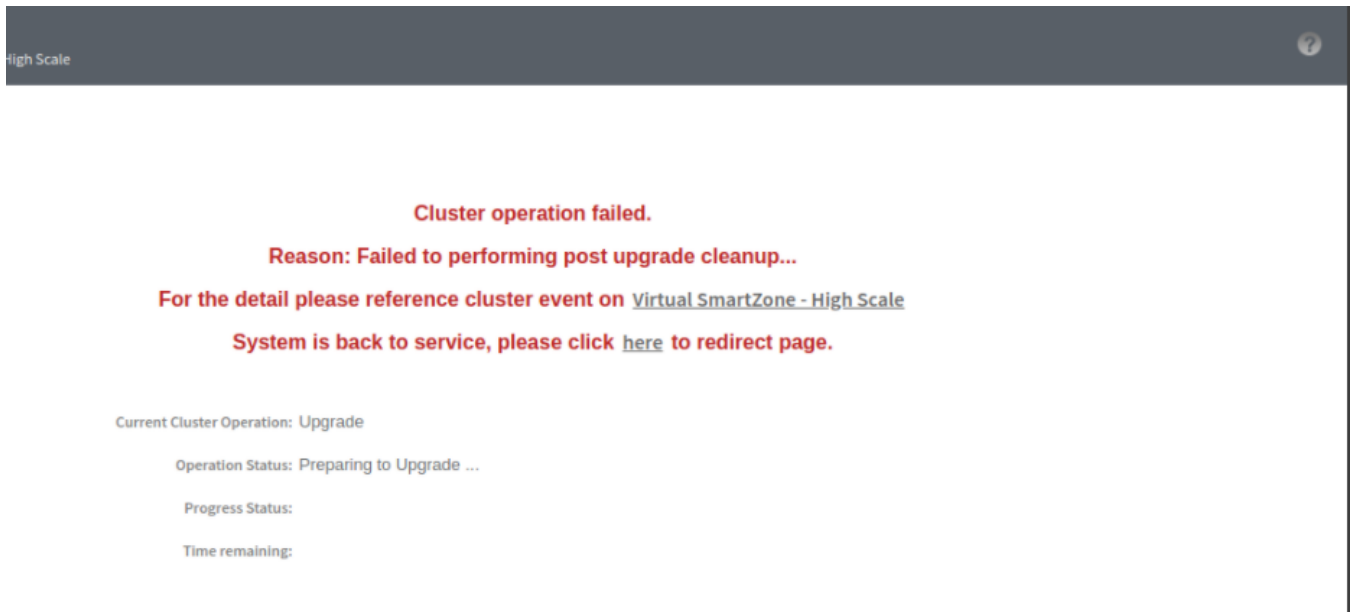 High Scale
?
Cluster operation failed.
Reason: Failed to performing post upgrade cleanup...
For the detail please reference cluster event on Virtual SmartZone - High Scale
System is back to service, please click here to redirect page.
Current Cluster Operation: Upgrade
Operation Status: Preparing to Upgrade ...
Progress Status:
Time remaining: